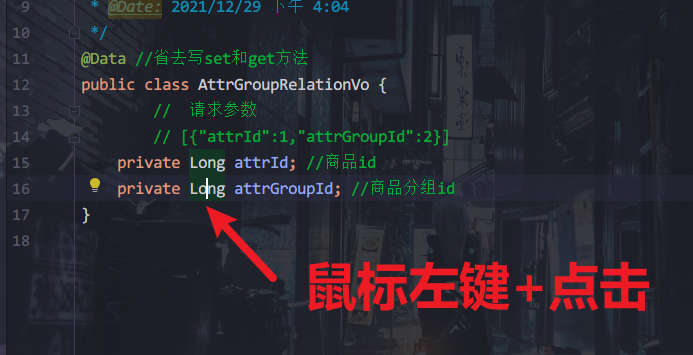 9 * @Date: 2021/12/29 下午 4:04
10 */
11 @Data //省去写set和get方法
12 public class AttrGroupRelationVo {
13 // 请求参数
14 // [{"attrId":1,"attrGroupId":2}]
15 private Long attrId; //商品id
16 private Long attrGroupId; //商品分组id
17 }
18
鼠标左键+点击